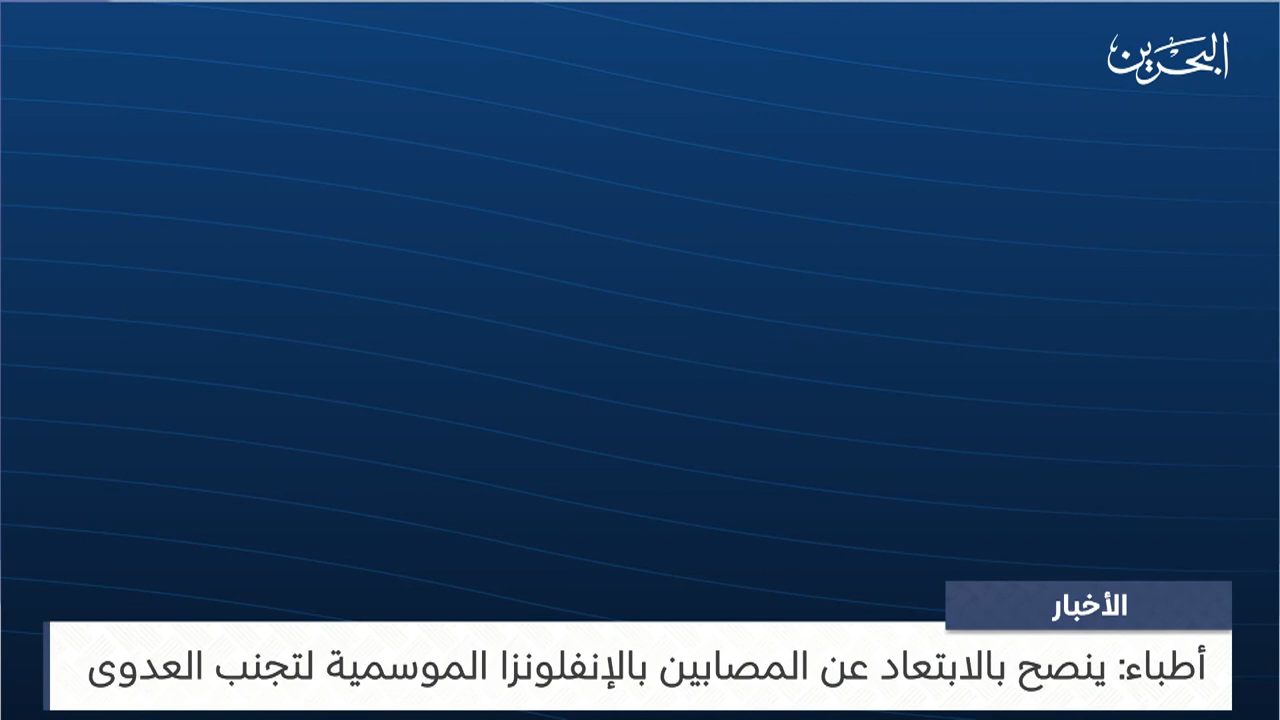 البحرين
الأخبار
أطباء: ينصح بالابتعاد عن المصابين بالإنفلونزا الموسمية لتجنب العدوى